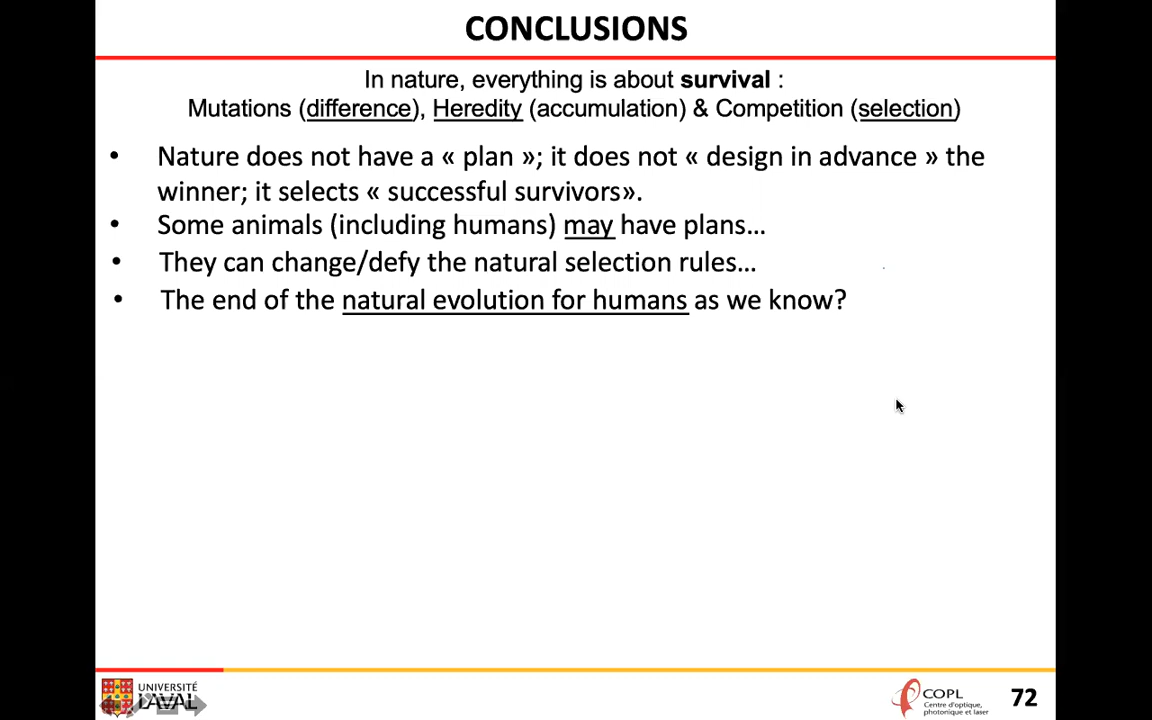 CONCLUSIONS
In nature, everything is about survival :
Mutations (difference), Heredity (accumulation) & Competition (selection)
• Nature does not have a « plan »; it does not « design in advance » the
winner; it selects « successful survivors».
• Some animals (including humans) may have plans…
• They can change/defy the natural selection rules…
• The end of the natural evolution for humans as we know?
UNIVERSITÉ
LAVAL
COPL
Centre d'optique,
photonique et laser
72